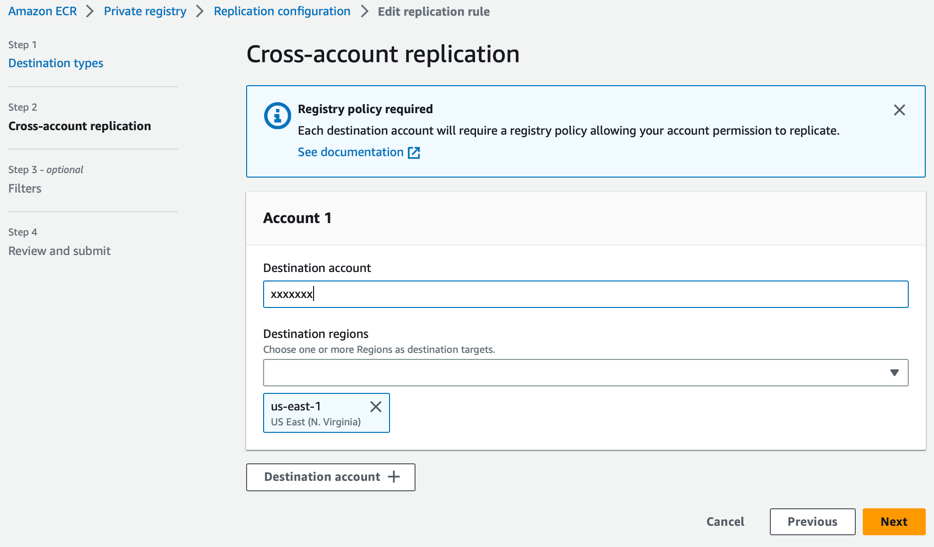 Amazon ECR > Private registry > Replication configuration > Edit replication rule
Step 1
Destination types
Step 2
Cross-account replication
Step 3 - optional
Filters
Step 4
Review and submit
Cross-account replication
Registry policy required
Each destination account will require a registry policy allowing your account permission to replicate.
See documentation
Account 1
Destination account
xxxxxxx
Destination regions
Choose one or more Regions as destination targets.
us-east-1
US East (N. Virginia)
Destination account +
Cancel
Previous
Next